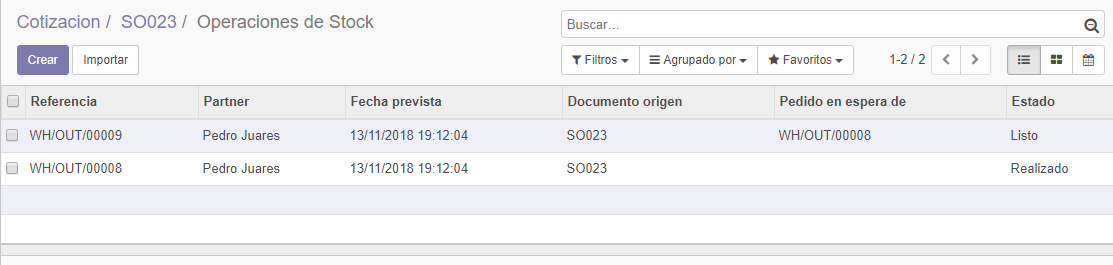 Cotizacion / SO023 / Operaciones de Stock
Buscar...
Crear Importar
Filtros Agrupado por Favoritos 1-2 / 2
Referencia Partner Fecha prevista Documento origen Pedido en espera de Estado
WH/OUT/00009 Pedro Juares 13/11/2018 19:12:04 SO023 WH/OUT/00008 Listo
WH/OUT/00008 Pedro Juares 13/11/2018 19:12:04 SO023 Realizado